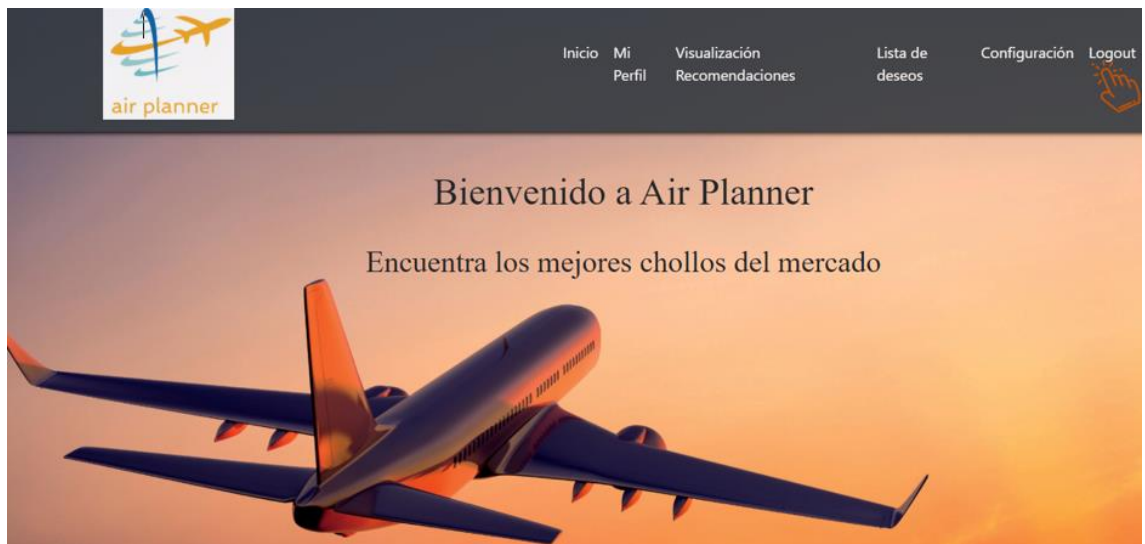 air planner
Inicio
Mi
Perfil
Visualización
Recomendaciones
Lista de
deseos
Configuración
Logout
Bienvenido a Air Planner
Encuentra los mejores chollos del mercado